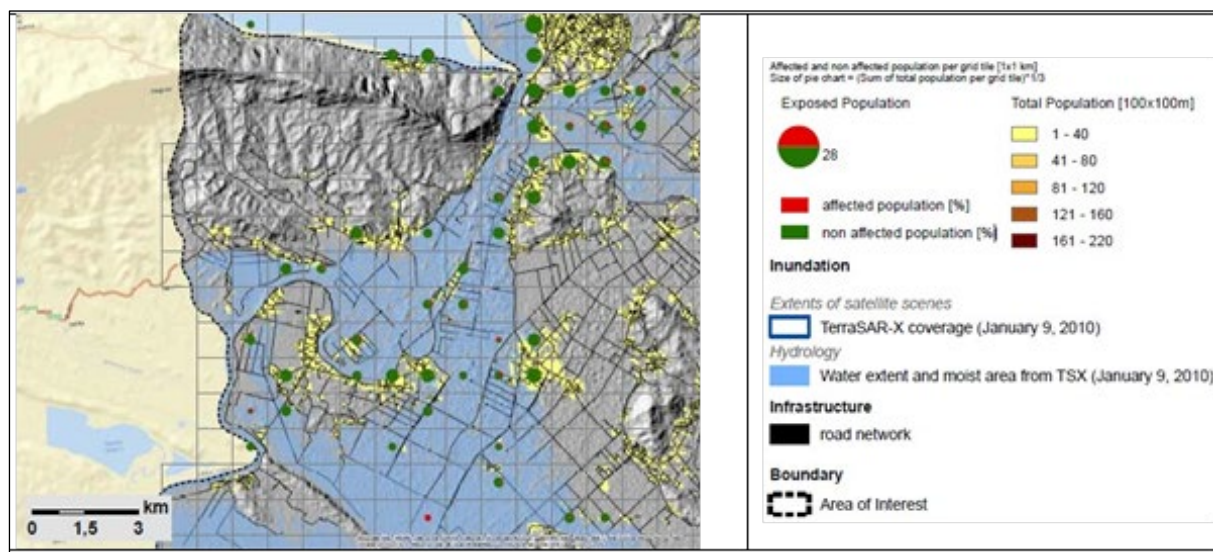 km
0 1,5 3
Affected and non affected population per grid tile [1x1 km]
Size of pie chart = (Sum of total population per grid tile)^1/3
Exposed Population
28
affected population [%]
non affected population [%]
Total Population [100x100m]
1 - 40
41 - 80
81 - 120
121 - 160
161 - 220
Inundation
Extents of satellite scenes
TerraSAR-X coverage (January 9, 2010)
Hydrology
Water extent and moist area from TSX (January 9, 2010)
Infrastructure
road network
Boundary
Area of Interest